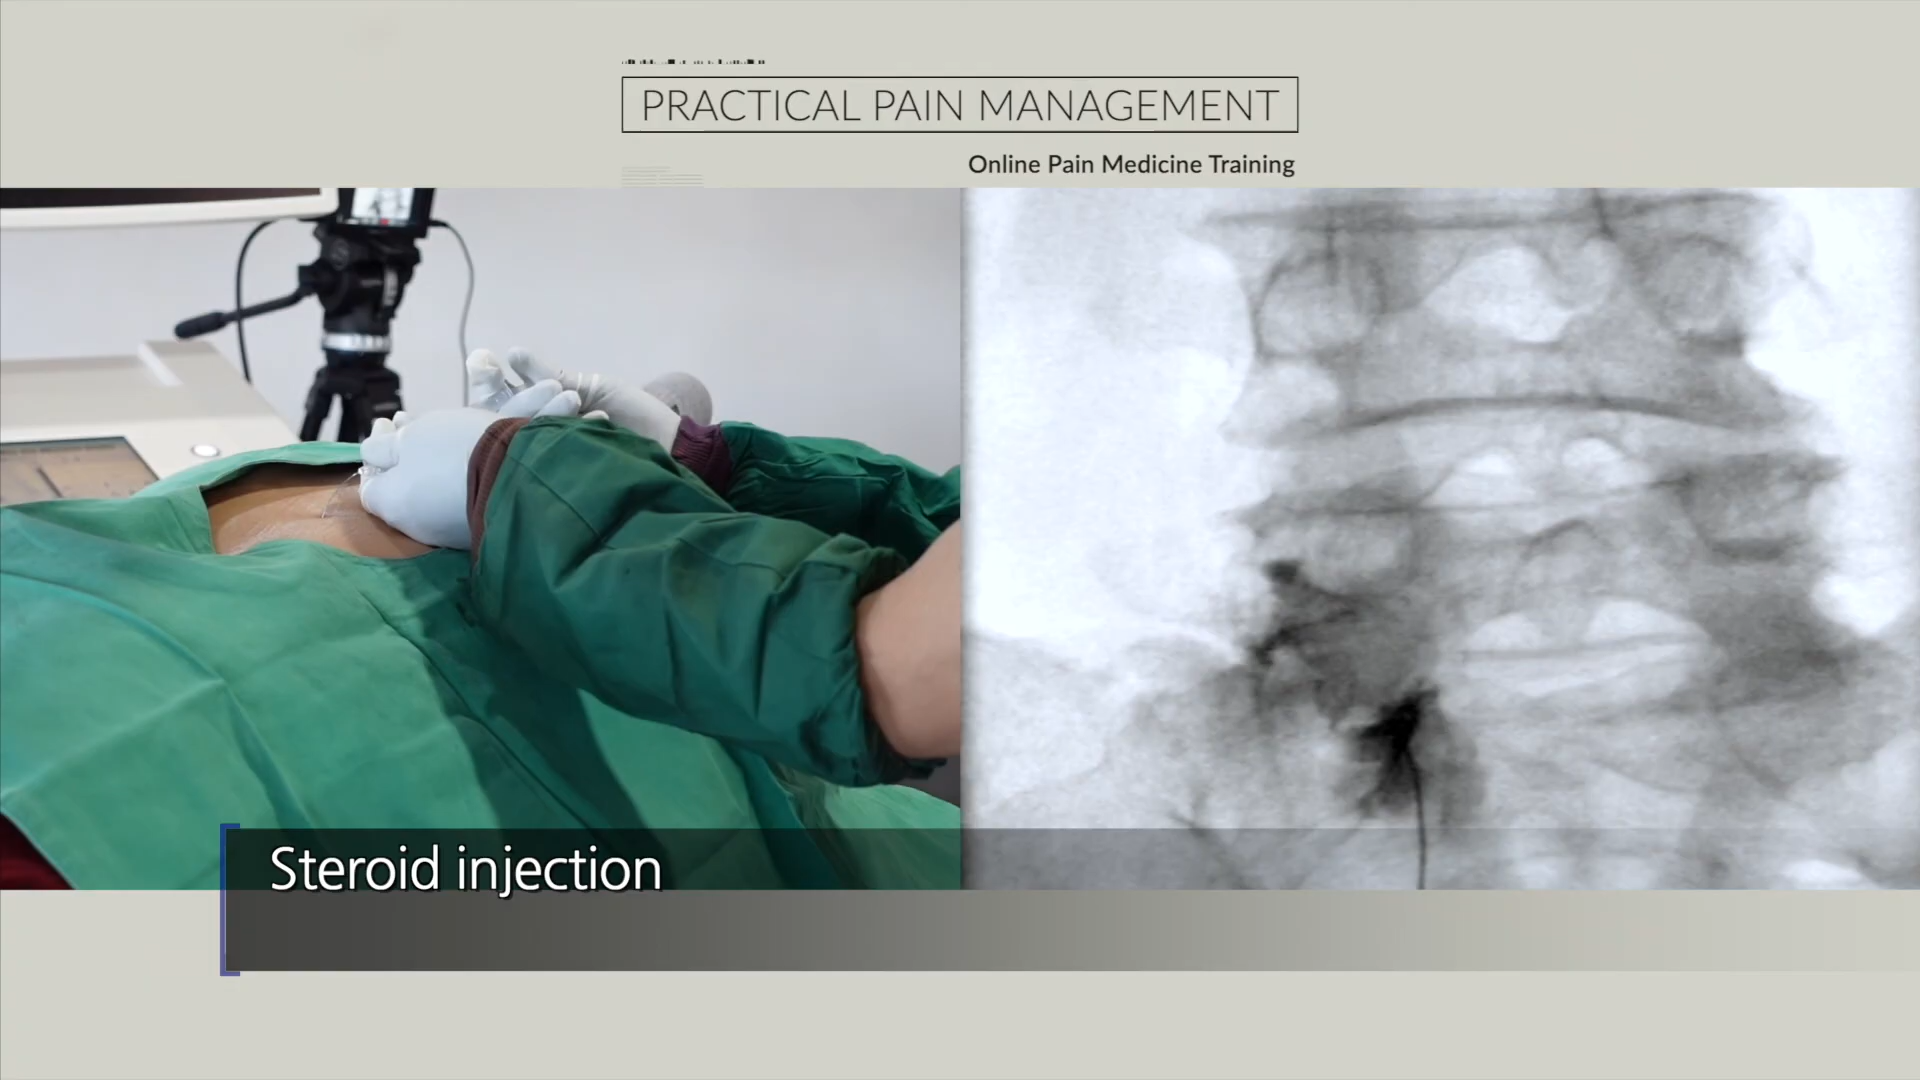 PRACTICAL PAIN MANAGEMENT
Online Pain Medicine Training
Steroid injection